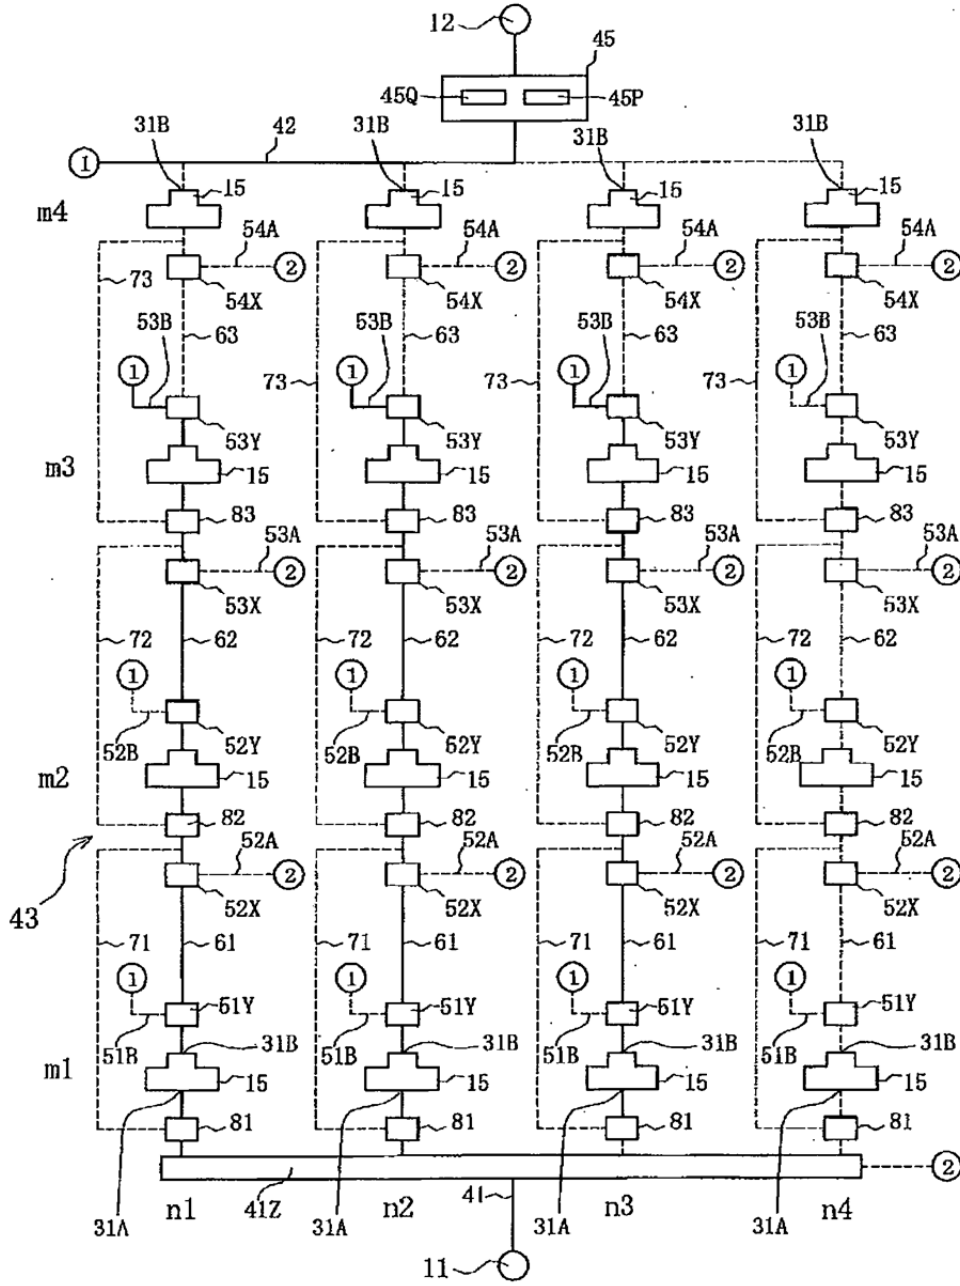 12
45
45Q 45P
31B 42 31B 31B 31B
1
15 15 15 15
m4
54A 54A 54A 54A
2 2 2 2
73
54X 54X 54X 54X
53B 63 53B 63 53B 63 53B 63
1 1 1 1
73 73 73
53Y 53Y 53Y 53Y
m3
15 15 15 15
83 83 83 83
53A 53A 53A 53A
2 2 2 2
53X 53X 53X 53X
72 62 72 62 72 62 72 62
1 1 1 1
52B 52Y 52B 52Y 52B 52Y 52B 52Y
m2
15 15 15 15
82 82 82 82
52A 52A 52A 52A
2 2 2 2
43
52X 52X 52X 52X
71 61 71 61 71 61 71 61
1 1 1 1
51Y 51Y 51Y 51Y
51B 31B 51B 31B 51B 31B 51B 31B
m1
15 15 15 15
81 81 81 81
2
31A n1 41Z 31A n2 41 31A n3 31A n4
11